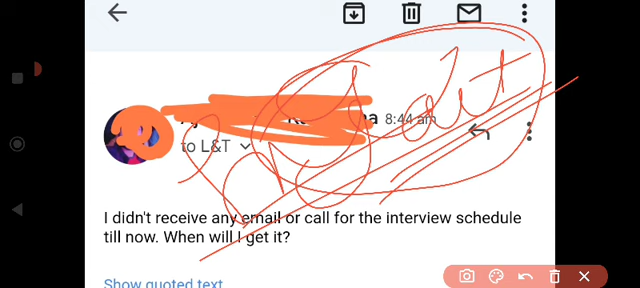 8:44 am
to L&T
I didn't receive any email or call for the interview schedule
till now. When will I get it?
Show quoted text